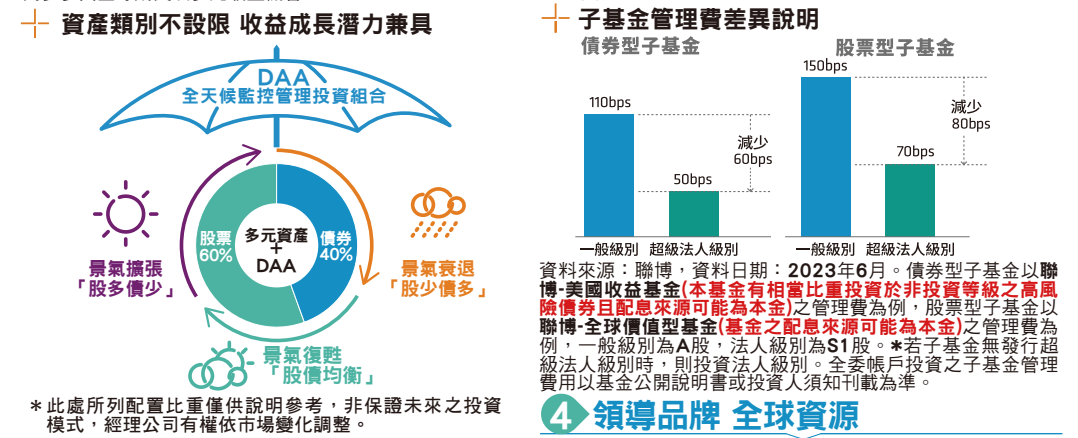 資產類別不設限 收益成長潛力兼具
DAA
全天候監控管理投資組合
股票
60%
多元資產
+
DAA
債券
40%
景氣擴張
「股多債少」
景氣衰退
「股少債多」
景氣復甦
「股債均衡」
＊此處所列配置比重僅供說明參考，非保證未來之投資
模式，經理公司有權依市場變化調整。
子基金管理費差異說明
債券型子基金
110bps
減少
60bps
50bps
一般級別 超級法人級別
股票型子基金
150bps
減少
80bps
70bps
一般級別 超級法人級別
資料來源：聯博，資料日期：2023年6月。債券型子基金以聯
博-美國收益基金(本基金有相當比重投資於非投資等級之高風
險債券且配息來源可能為本金)之管理費為例，股票型子基金以
聯博-全球價值型基金(基金之配息來源可能為本金)之管理費為
例，一般級別為A股，法人級別為S1股。＊若子基金無發行超
級法人級別時，則投資法人級別。全委帳戶投資之子基金管理
費用以基金公開說明書或投資人須知刊載為準。
4 領導品牌 全球資源